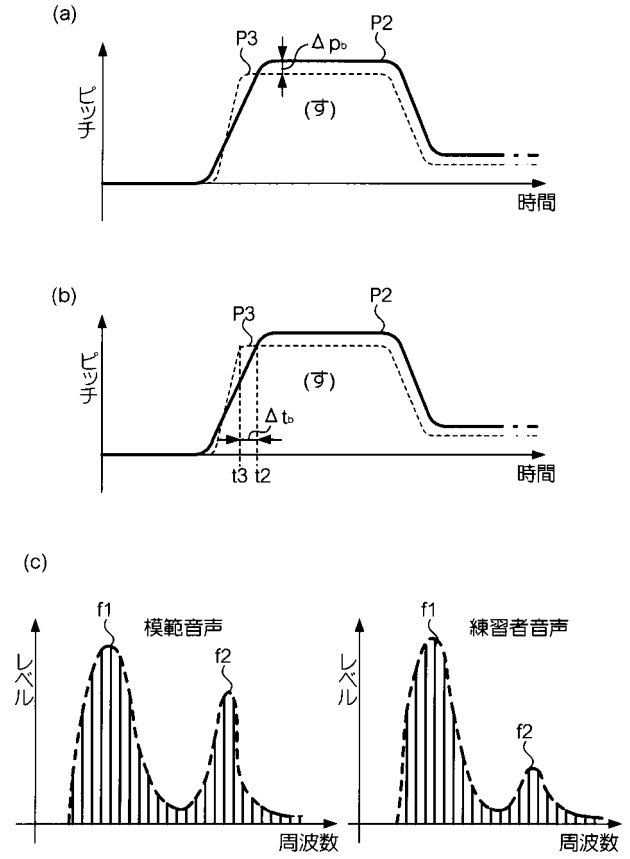 (a)
P3
Δpb
P2
ピッチ
(す)
時間
(b)
P3
P2
ピッチ
(す)
Δtb
t3 t2
時間
(c)
f1
模範音声
f2
レベル
周波数
f1
練習者音声
f2
レベル
周波数